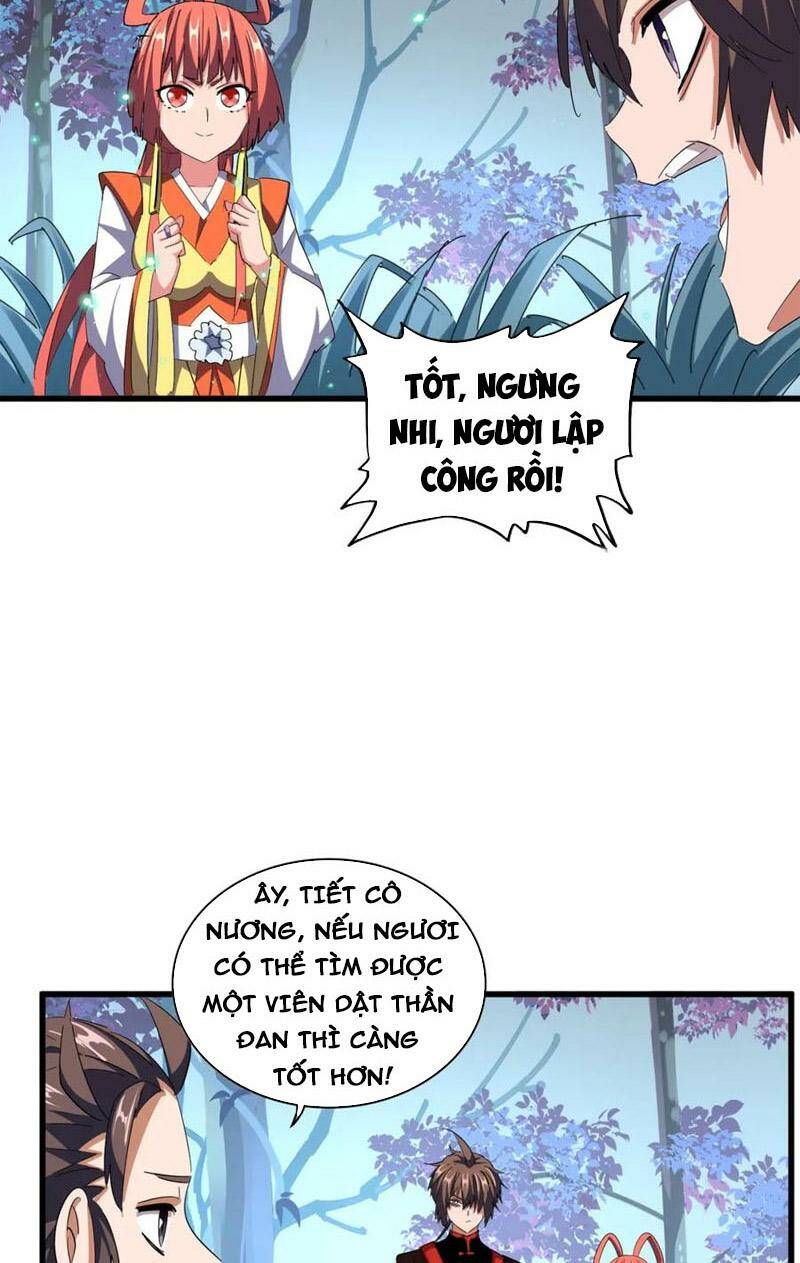 TỐT, NGƯNG
NHI, NGƯƠI LẬP
CÔNG RỒI!
ÂY, TIẾT CÔ
NƯƠNG, NẾU NGƯƠI
CÓ THỂ TÌM ĐƯỢC
MỘT VIÊN DẬT THẦN
ĐAN THÌ CÀNG
TỐT HƠN!